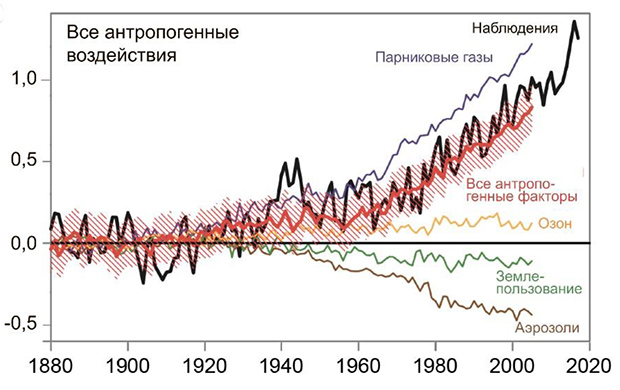 Все антропогенные
воздействия
Наблюдения
Парниковые газы
1,0
0,5
Все антропо-
генные факторы
Озон
0,0
Земле-
пользование
Аэрозоли
-0,5
1880 1900 1920 1940 1960 1980 2000 2020